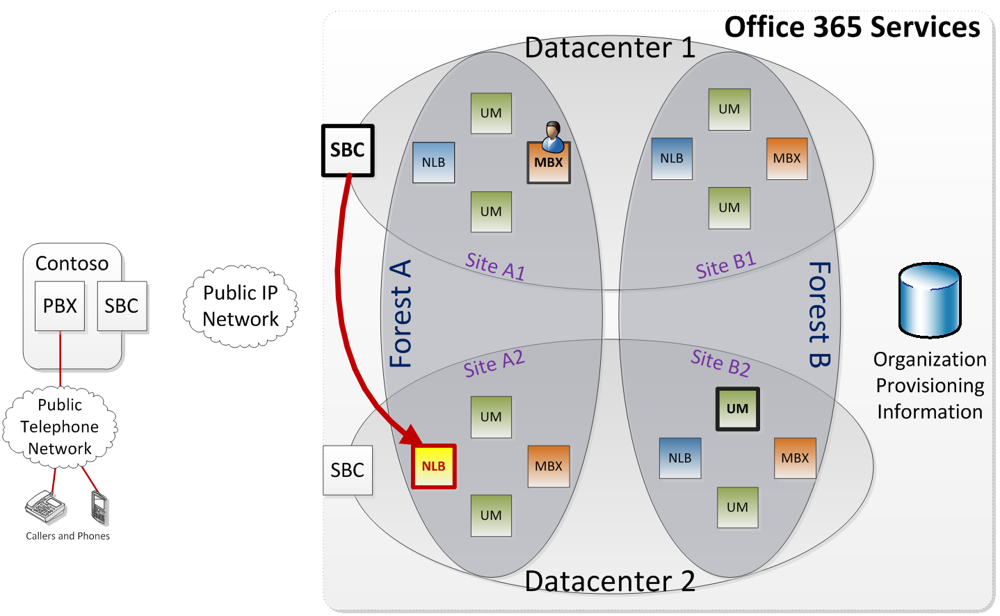 Office 365 Services
Datacenter 1
UM
UM
SBC
NLB
MBX
NLB
MBX
UM
UM
Site A1
Site B1
Contoso
PBX
SBC
Public IP
Network
Forest A
Forest B
Organization
Provisioning
Information
Site A2
Site B2
Public
Telephone
Network
UM
UM
SBC
NLB
MBX
NLB
MBX
UM
UM
Callers and Phones
Datacenter 2